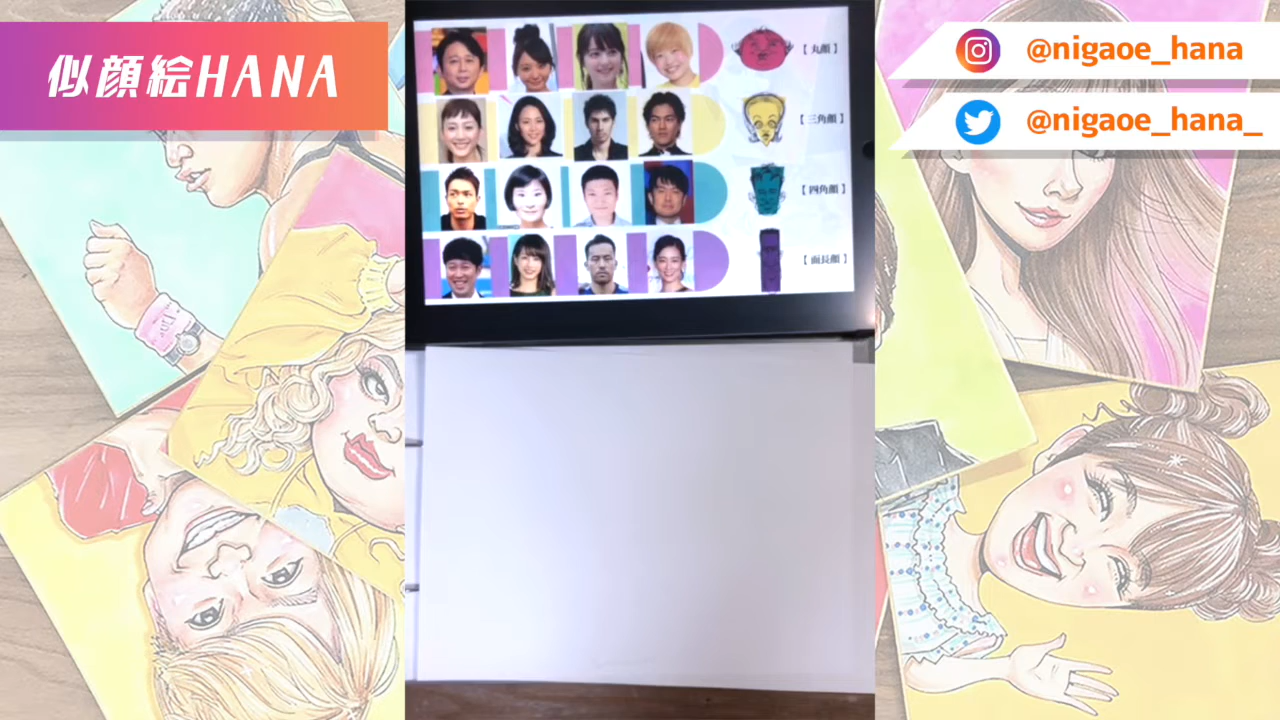 似顔絵HANA
@nigaoe_hana
@nigaoe_hana_
【 丸顔 】
【 三角顔 】
【 四角顔 】
【 面長顔 】